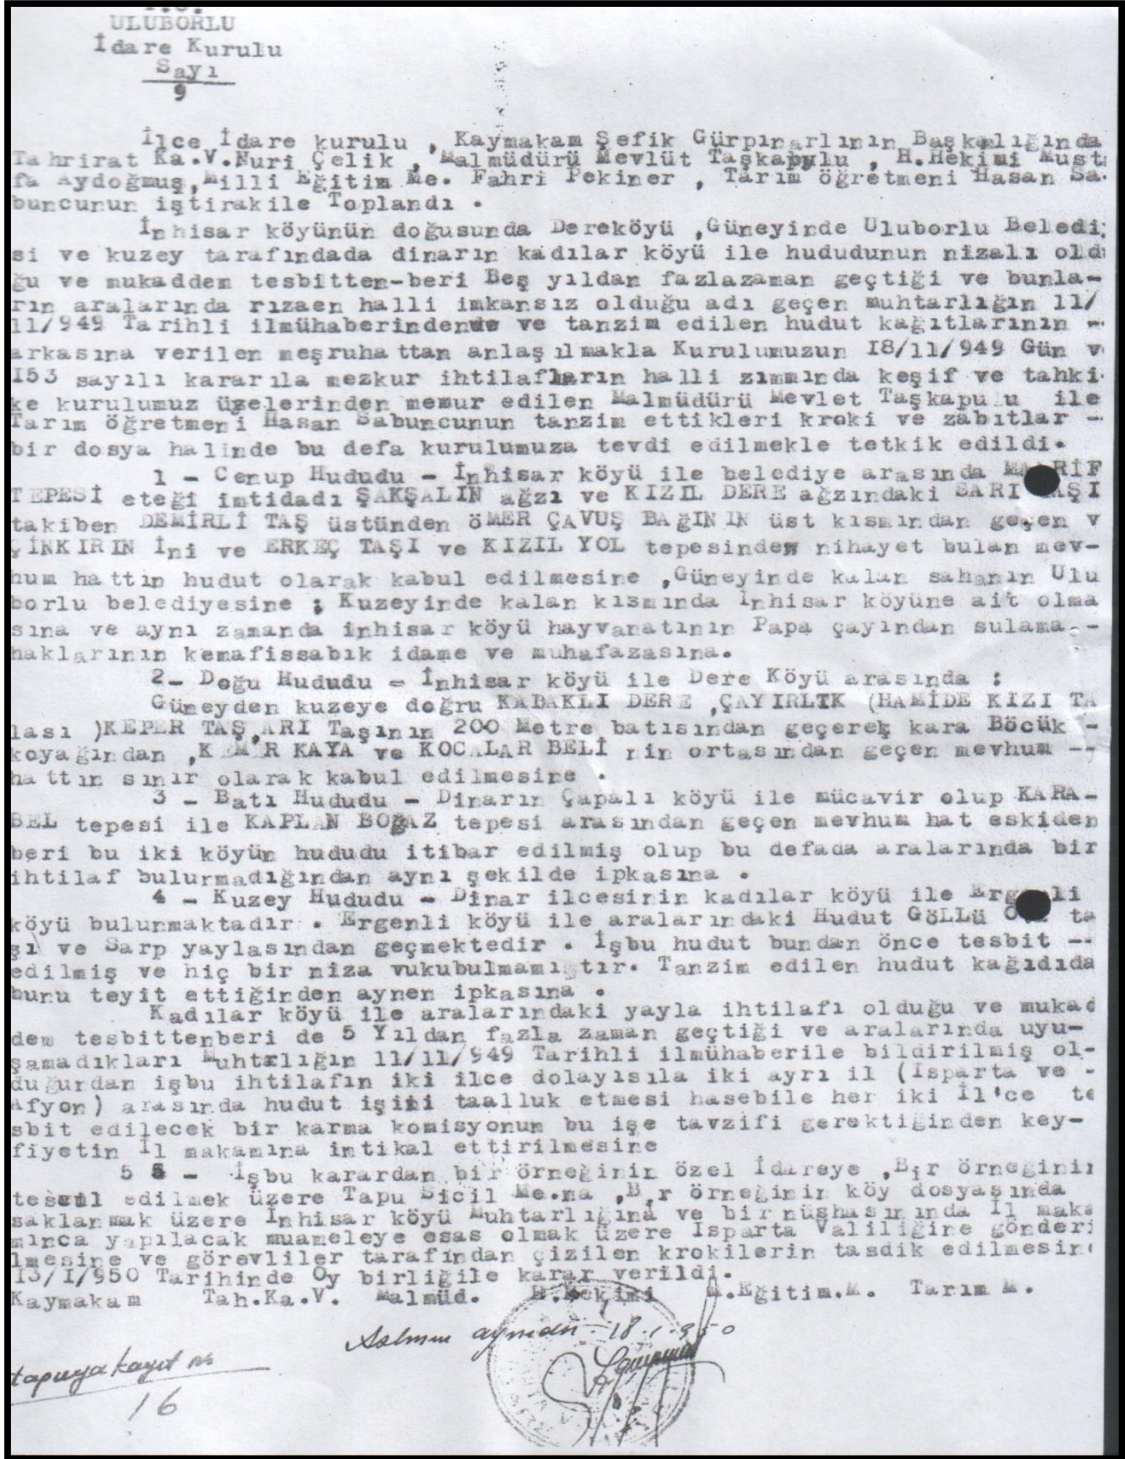 T.C.
ULUBORLU
İdare Kurulu
Sayı
9
İlce İdare kurulu , Kaymakam Şefik Gürpınarlının Başkanlığında
Tahrirat Ka.V.Nuri Çelik , Malmüdürü Mevlüt Taşkapulu , H.Hekimi Musta
fa Aydoğmuş,Milli Eğitim Me. Fahri Pekiner , Tarım öğretmeni Hasan Sa-
buncunun iştirakile Toplandı .
İnhisar köyünün doğusunda Dereköyü ,Güneyinde Uluborlu Beledi
si ve kuzey tarafındada dinarın kadılar köyü ile hududunun nizalı oldu
ğu ve mukaddem tesbitten-beri Beş yıldan fazlazaman geçtiği ve bunla-
rın aralarında rızaen halli imkansız olduğu adı geçen muhtarlığın 11/
11/949 Tarihli ilmühaberinden ve tanzim edilen hudut kağıtlarının -
arkasına verilen meşruhattan anlaşılmakla Kurulumuzun I8/11/949 Gün v
I53 sayılı kararıla mezkur ihtilafların halli zımmında keşif ve tahki-
ke kurulumuz üyelerinden memur edilen Malmüdürü Mevlet Taşkapulu ile
Tarım öğretmeni Hasan Sabuncunun tanzim ettikleri kroki ve zabıtlar -
bir dosya halinde bu defa kurulumuza tevdi edilmekle tetkik edildi.
1 - Cenup Hududu - İnhisar köyü ile belediye arasında
TEPESİ eteği imtidadı ŞAKŞALIN ağzı ve KIZIL DERE ağzındaki SARI
takiben DEMİRLİ TAŞ üstünden öMER ÇAVUŞ BAĞININ üst kısmından geçen v
ÇİNKIRIN İni ve ERKEÇ TAŞI ve KIZIL YOL tepesinden nihayet bulan mev-
hum hattın hudut olarak kabul edilmesine ,Güneyinde kalan sahanın Ulu
borlu belediyesine ; Kuzeyinde kalan kısmında İnhisar köyüne ait olma
sına ve aynı zamanda inhisar köyü hayvanatının Papa çayından sulama -
haklarının kemafissabık idame ve muhafazasına.
2- Doğu Hududu - İnhisar köyü ile Dere Köyü arasında :
Güneyden kuzeye doğru KABAKLI DERE ,ÇAYIRLIK (HAMİDE KIZI TA
lası )KEPER TAŞ,ARI Taşının 200 Metre batısından geçerek kara Böcük -
koyağından ,KEMİR KAYA ve KOCALAR BELİ nin ortasından geçen mevhum -
hattın sınır olarak kabul edilmesine .
3 - Batı Hududu - Dinarın Çapalı köyü ile mücavir olup KARA-
BEL tepesi ile KAPLAN BOĞAZ tepesi arasından geçen mevhum hat eskiden
beri bu iki köyün hududu itibar edilmiş olup bu defada aralarında bir
ihtilaf bulunmadığından aynı şekilde ipkasına .
4 - Kuzey Hududu - Dinar ilcesinin kadılar köyü ile Ergenli
köyü bulunmaktadır . Ergenli köyü ile aralarındaki Hudut GöLLÜ ta
şı ve Sarp yaylasından geçmektedir . İşbu hudut bundan önce tesbit --
edilmiş ve hiç bir niza vukubulmamıştır. Tanzim edilen hudut kağıdıda
bunu teyit ettiğinden aynen ipkasına .
Kadılar köyü ile aralarındaki yayla ihtilafı olduğu ve mukad
dem tesbittenberi de 5 Yıldan fazla zaman geçtiği ve aralarında uyu-
şamadıkları Muhtarlığın 11/11/949 Tarihli ilmühaberile bildirilmiş ol-
duğundan işbu ihtilafın iki ilce dolayısıla iki ayrı il (Isparta ve -
Afyon) arasında hudut işini taalluk etmesi hasebile her iki İl'ce te
sbit edilecek bir karma komisyonun bu işe tavzifi gerektiğinden key-
fiyetin İl makamına intikal ettirilmesine
5 - İşbu karardan bir örneğinin özel İdareye ,Bir örneğinin
tescil edilmek üzere Tapu Sicil Me.na ,Bir örneğinin köy dosyasında
saklanmak üzere İnhisar köyü Muhtarlığına ve bir nüshasınında İl maka
mınca yapılacak muameleye esas olmak üzere Isparta Valiliğine gönderi
lmesine ve görevliler tarafından çizilen krokilerin tasdik edilmesine
I3/I/950 Tarihinde Oy birliğile karar verildi.
Kaymakam Tah.Ka.V. Malmüd. H.Hekimi M.Eğitim.M. Tarım M.
Aslının aynıdır 18.1.950
tapuya kayıt no
16